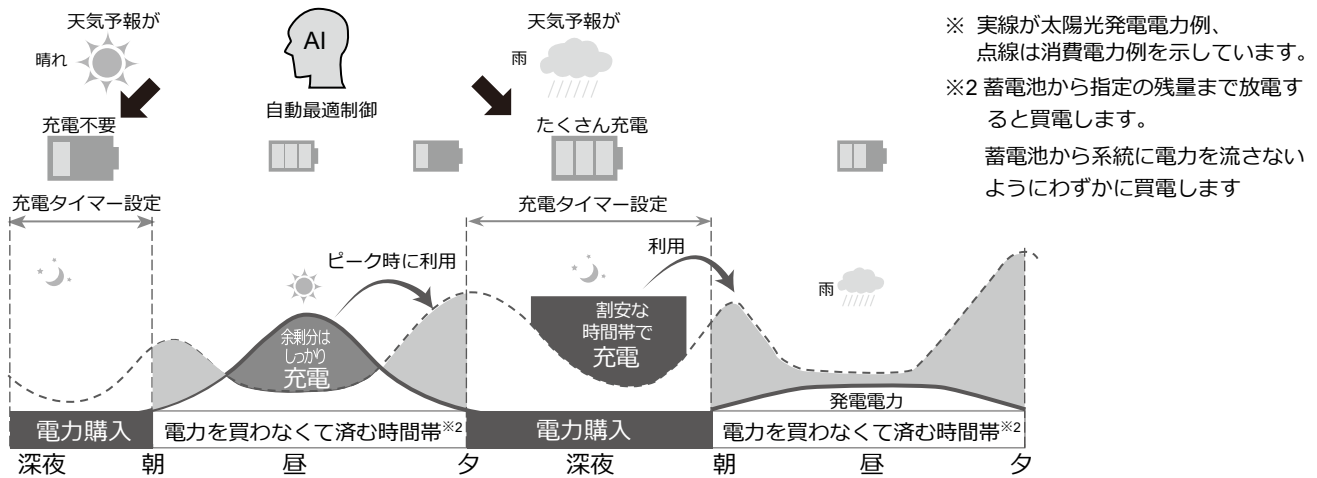 天気予報が
晴れ
充電不要
充電タイマー設定
AI
自動最適制御
天気予報が
雨
たくさん充電
充電タイマー設定
※ 実線が太陽光発電電力例、
点線は消費電力例を示しています。
※2 蓄電池から指定の残量まで放電す
ると買電します。
蓄電池から系統に電力を流さない
ようにわずかに買電します
ピーク時に利用
利用
雨
余剰分は
しっかり
充電
割安な
時間帯で
充電
発電電力
電力購入
電力を買わなくて済む時間帯※2
電力購入
電力を買わなくて済む時間帯※2
深夜 朝 昼 夕 深夜 朝 昼 夕